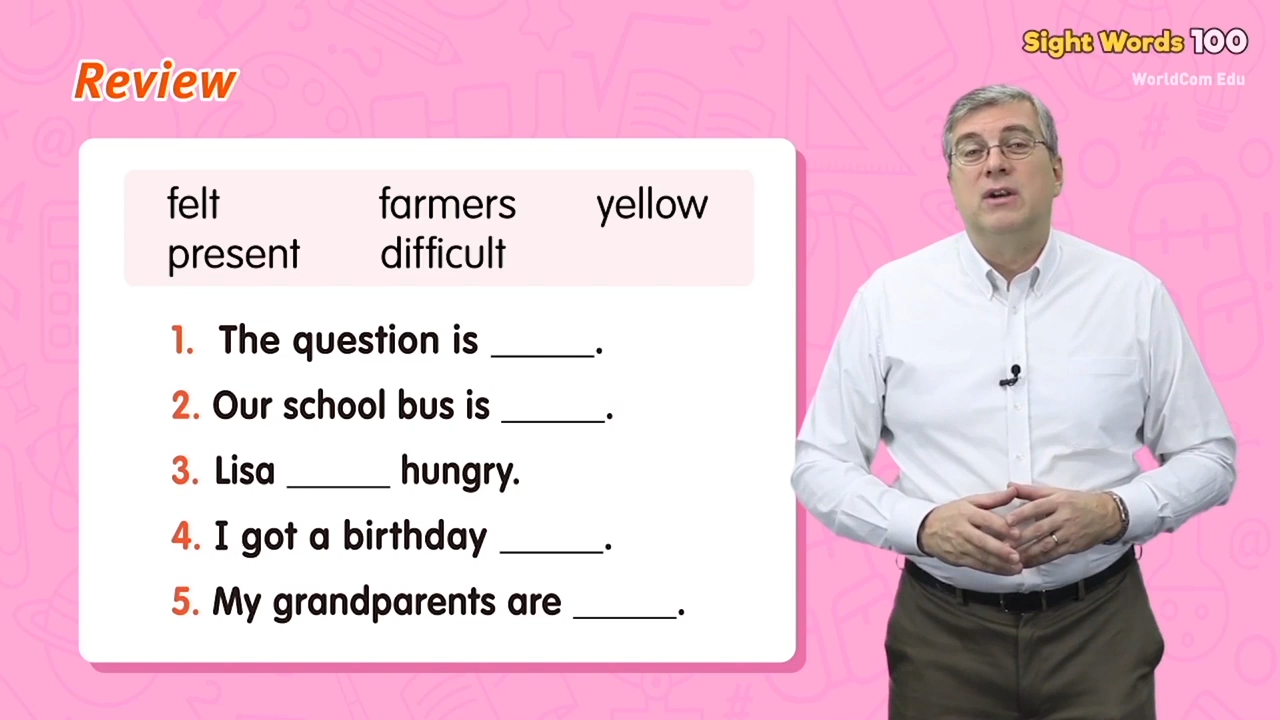 Sight Words 100
WorldCom Edu
Review
felt farmers yellow
present difficult
1. The question is ______.
2. Our school bus is ______.
3. Lisa ______ hungry.
4. I got a birthday ______.
5. My grandparents are ______.